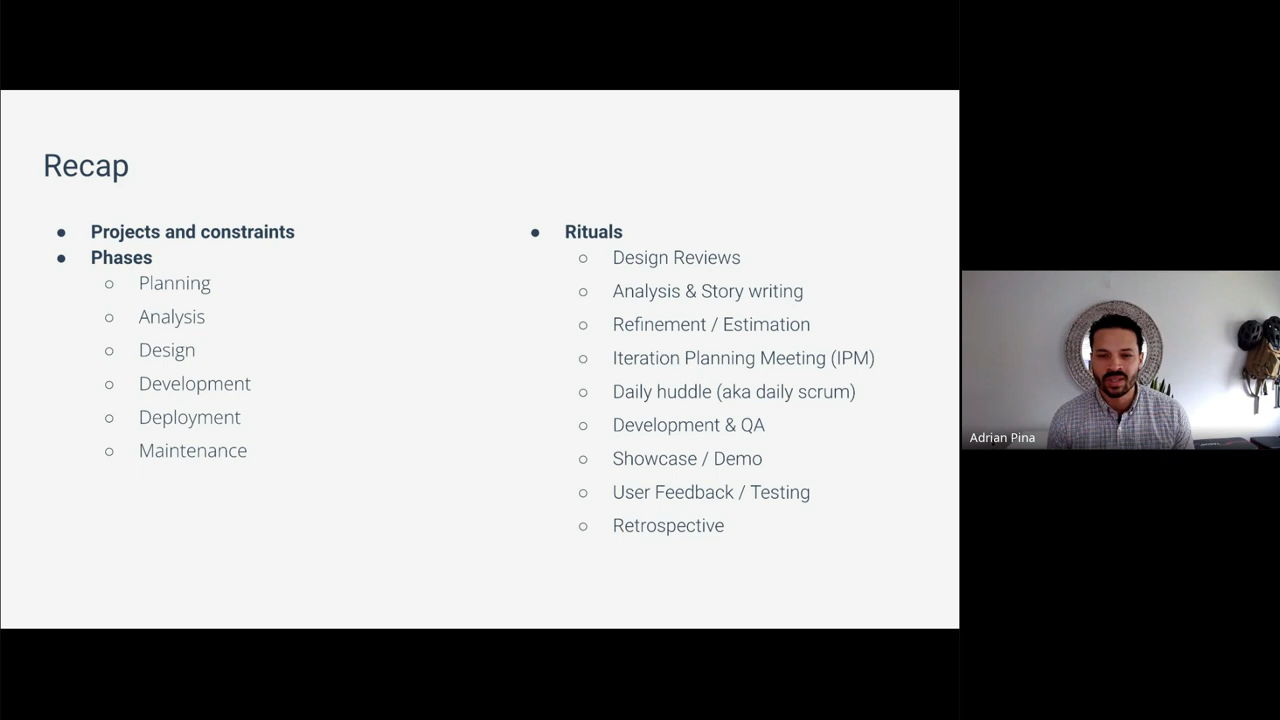 Recap
● Projects and constraints
● Phases
○ Planning
○ Analysis
○ Design
○ Development
○ Deployment
○ Maintenance
● Rituals
○ Design Reviews
○ Analysis & Story writing
○ Refinement / Estimation
○ Iteration Planning Meeting (IPM)
○ Daily huddle (aka daily scrum)
○ Development & QA
○ Showcase / Demo
○ User Feedback / Testing
○ Retrospective
Adrian Pina